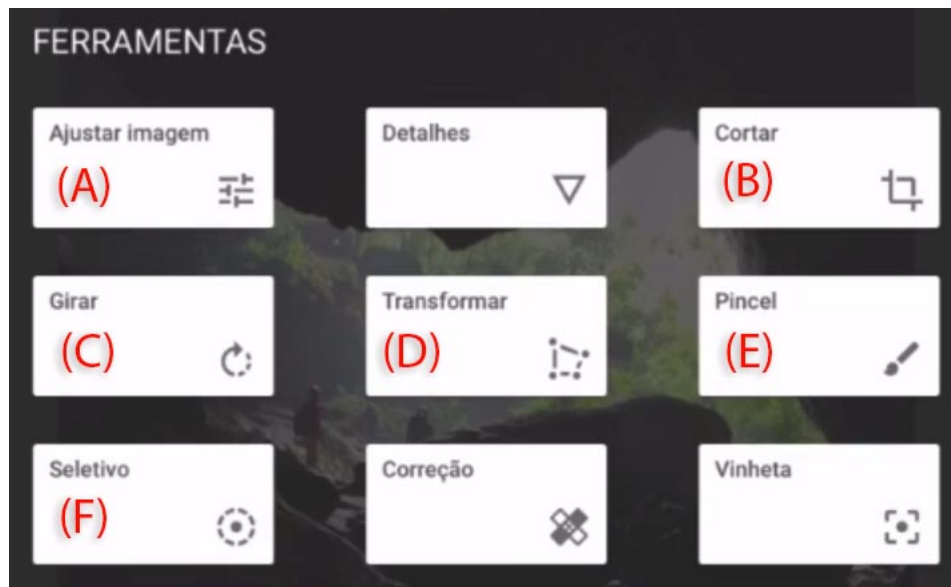 FERRAMENTAS
Ajustar imagem
(A)
Detalhes
Cortar
(B)
Girar
(C)
Transformar
(D)
Pincel
(E)
Seletivo
(F)
Correção
Vinheta